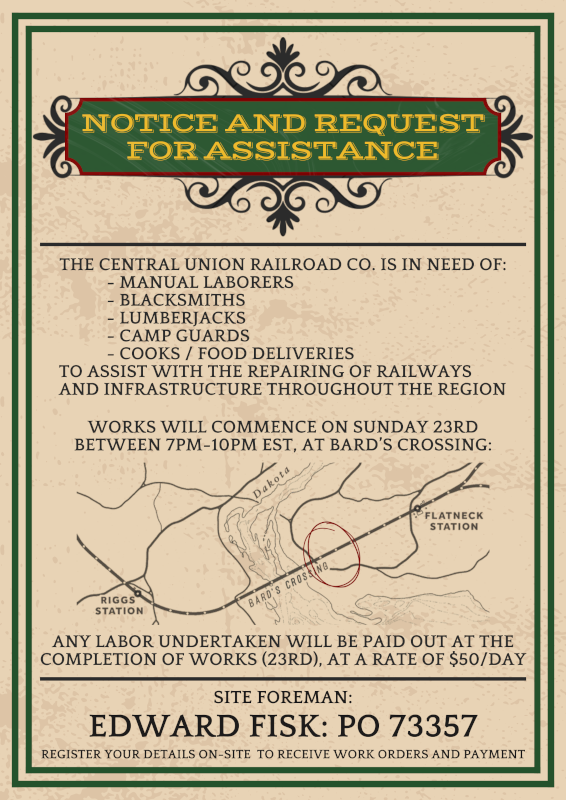 NOTICE AND REQUEST
FOR ASSISTANCE
THE CENTRAL UNION RAILROAD CO. IS IN NEED OF:
- MANUAL LABORERS
- BLACKSMITHS
- LUMBERJACKS
- CAMP GUARDS
- COOKS / FOOD DELIVERIES
TO ASSIST WITH THE REPAIRING OF RAILWAYS
AND INFRASTRUCTURE THROUGHOUT THE REGION
WORKS WILL COMMENCE ON SUNDAY 23RD
BETWEEN 7PM-10PM EST, AT BARD'S CROSSING:
Dakota
FLATNECK
STATION
BARD'S CROSSING
RIGGS
STATION
ANY LABOR UNDERTAKEN WILL BE PAID OUT AT THE
COMPLETION OF WORKS (23RD), AT A RATE OF $50/DAY
SITE FOREMAN:
EDWARD FISK: PO 73357
REGISTER YOUR DETAILS ON-SITE TO RECEIVE WORK ORDERS AND PAYMENT